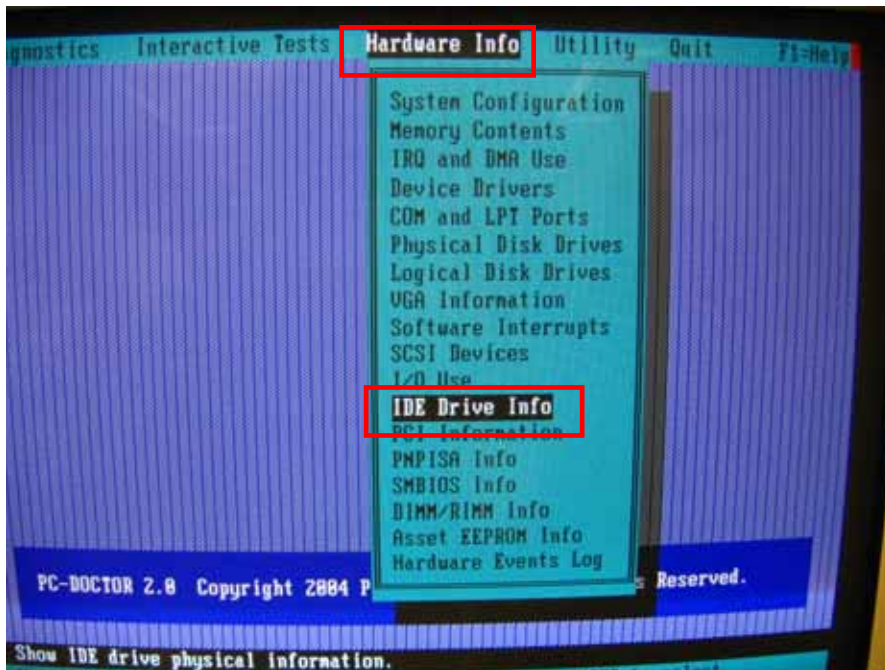 gnostics Interactive Tests Hardware Info Utility Quit F1=Help
System Configuration
Memory Contents
IRQ and DMA Use
Device Drivers
COM and LPT Ports
Physical Disk Drives
Logical Disk Drives
VGA Information
Software Interrupts
SCSI Devices
I/O Use
IDE Drive Info
PCI Information
PNPISA Info
SMBIOS Info
DIMM/RIMM Info
Asset EEPROM Info
Hardware Events Log
PC-DOCTOR 2.0 Copyright 2004 P s Reserved.
Show IDE drive physical information.